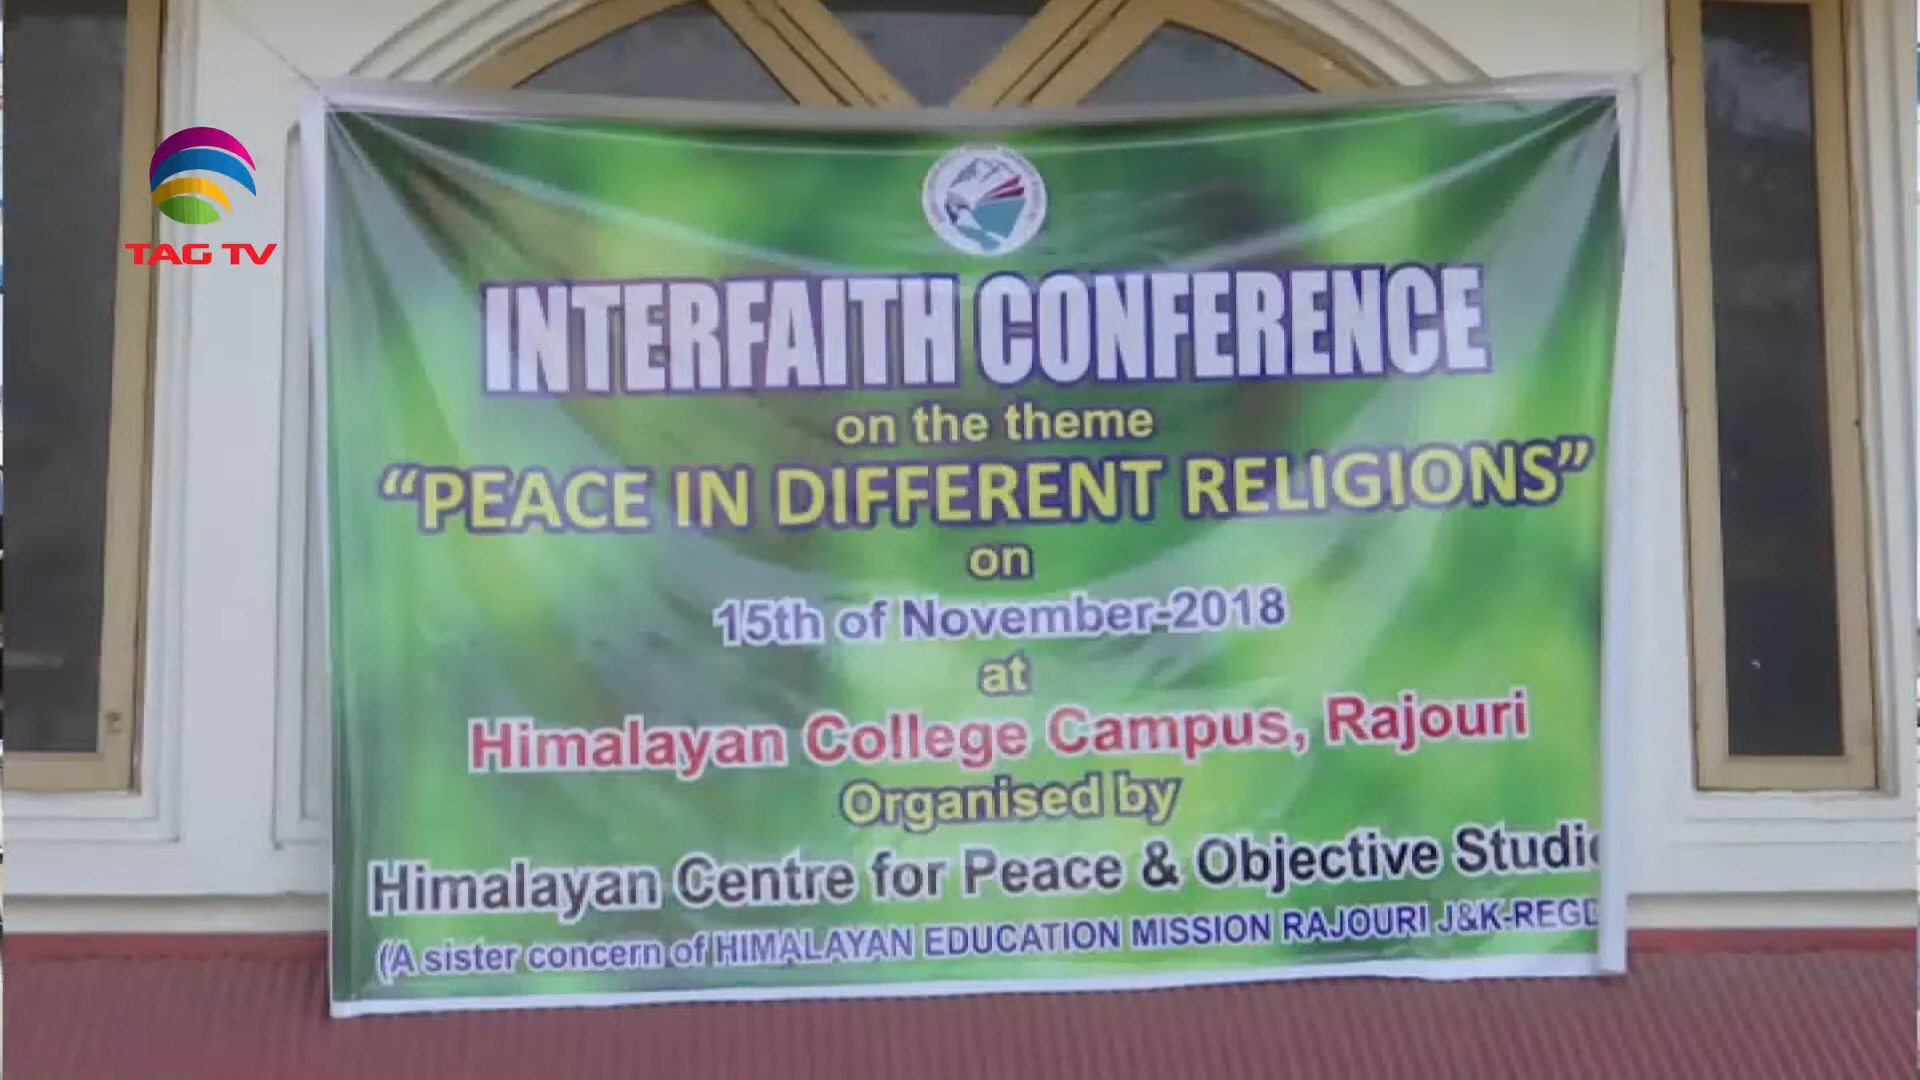 TAG TV
INTERFAITH CONFERENCE
on the theme
“PEACE IN DIFFERENT RELIGIONS”
on
15th of November-2018
at
Himalayan College Campus, Rajouri
Organised by
Himalayan Centre for Peace & Objective Studi
(A sister concern of HIMALAYAN EDUCATION MISSION RAJOURI J&K-REGD